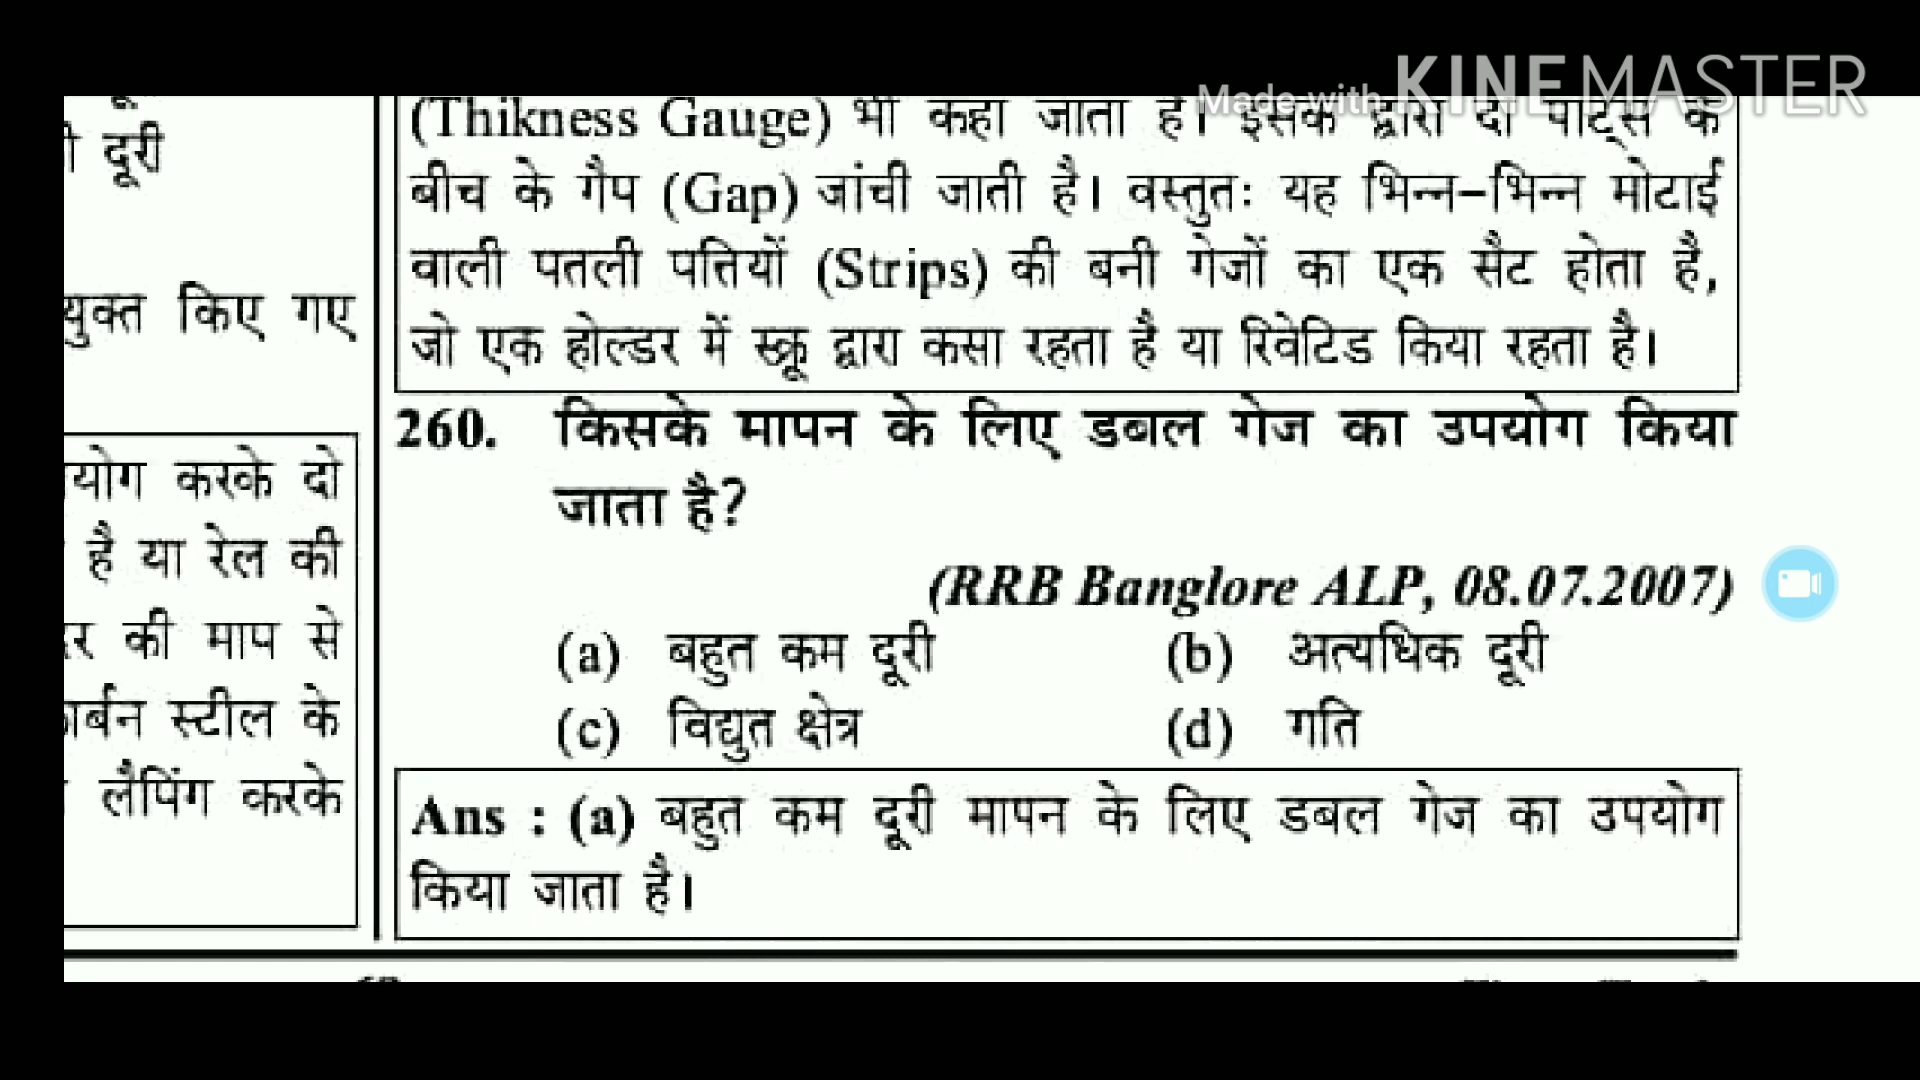 Made with
KINEMASTER
दूरी
युक्त किए गए
योग करके दो
है या रेल की
की माप से
स्टील के
लैपिंग करके
(Thikness Gauge) भी कहा जाता है। इसके द्वारा दो पार्ट्स के
बीच के गैप (Gap) जांची जाती है। वस्तुतः यह भिन्न-भिन्न मोटाई
वाली पतली पत्तियों (Strips) की बनी गेजों का एक सैट होता है,
जो एक होल्डर में स्क्रू द्वारा कसा रहता है या रिवेटिड किया रहता है।
260. किसके मापन के लिए डबल गेज का उपयोग किया
जाता है?
(RRB Banglore ALP, 08.07.2007)
(a) बहुत कम दूरी (b) अत्यधिक दूरी
(c) विद्युत क्षेत्र (d) गति
Ans : (a) बहुत कम दूरी मापन के लिए डबल गेज का उपयोग
किया जाता है।